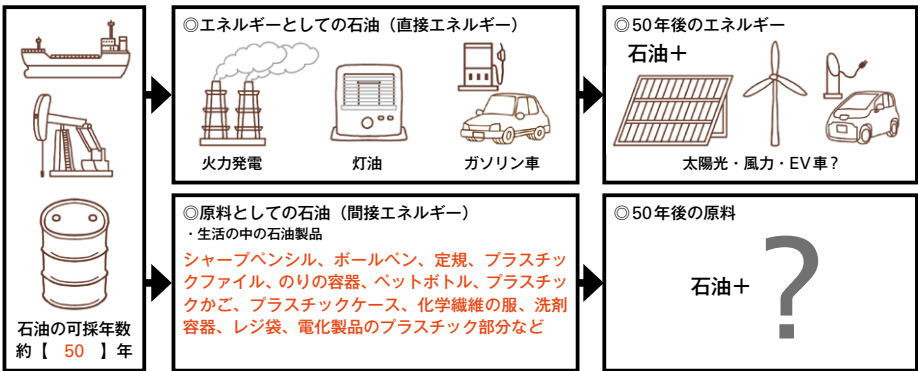 石油の可採年数
約【 50 】年
◎エネルギーとしての石油（直接エネルギー）
火力発電
灯油
ガソリン車
◎50年後のエネルギー
石油＋
太陽光・風力・EV車？
◎原料としての石油（間接エネルギー）
・生活の中の石油製品
シャープペンシル、ボールペン、定規、プラスチッ
クファイル、のりの容器、ペットボトル、プラスチッ
クかご、プラスチックケース、化学繊維の服、洗剤
容器、レジ袋、電化製品のプラスチック部分など
◎50年後の原料
石油＋？